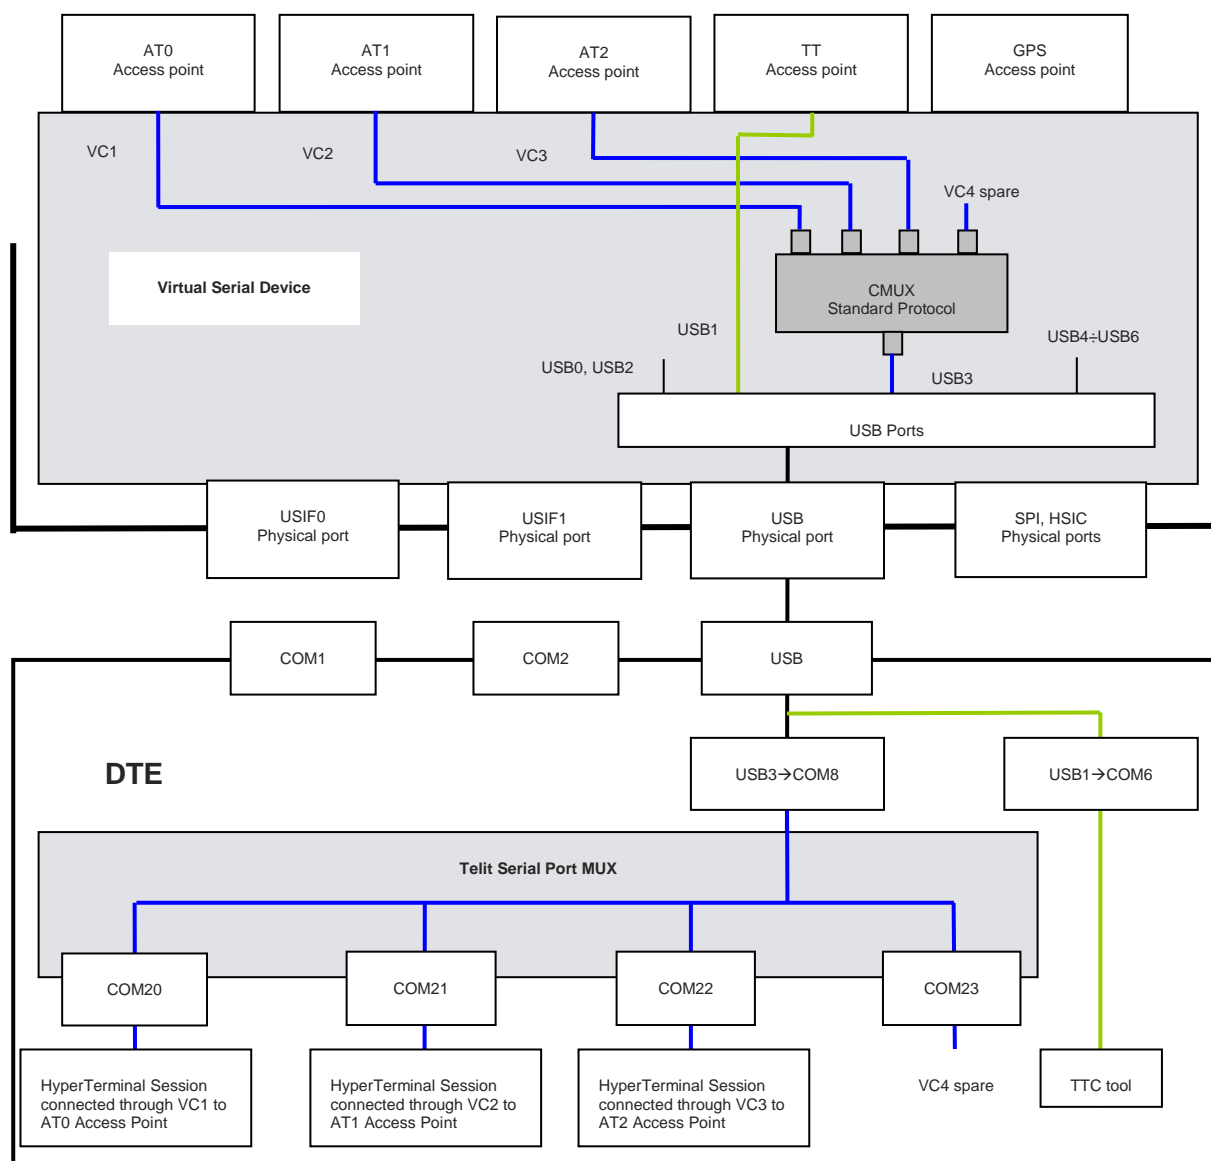 AT0
Access point
AT1
Access point
AT2
Access point
TT
Access point
GPS
Access point
VC1
VC2
VC3
VC4 spare
Virtual Serial Device
CMUX
Standard Protocol
USB1
USB4÷USB6
USB0, USB2
USB3
USB Ports
USIF0
Physical port
USIF1
Physical port
USB
Physical port
SPI, HSIC
Physical ports
COM1
COM2
USB
DTE
USB3→COM8
USB1→COM6
Telit Serial Port MUX
COM20
COM21
COM22
COM23
HyperTerminal Session
connected through VC1 to
AT0 Access Point
HyperTerminal Session
connected through VC2 to
AT1 Access Point
HyperTerminal Session
connected through VC3 to
AT2 Access Point
VC4 spare
TTC tool